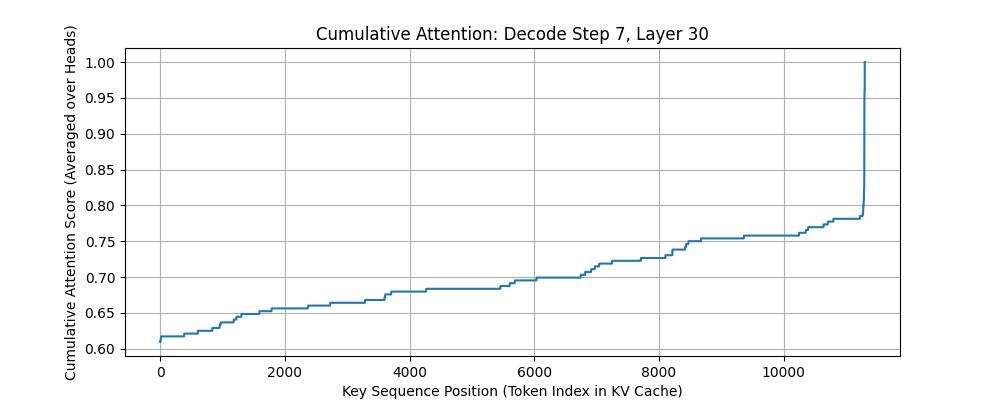 Cumulative Attention: Decode Step 7, Layer 30
Cumulative Attention Score (Averaged over Heads)
1.00
0.95
0.90
0.85
0.80
0.75
0.70
0.65
0.60
0 2000 4000 6000 8000 10000
Key Sequence Position (Token Index in KV Cache)